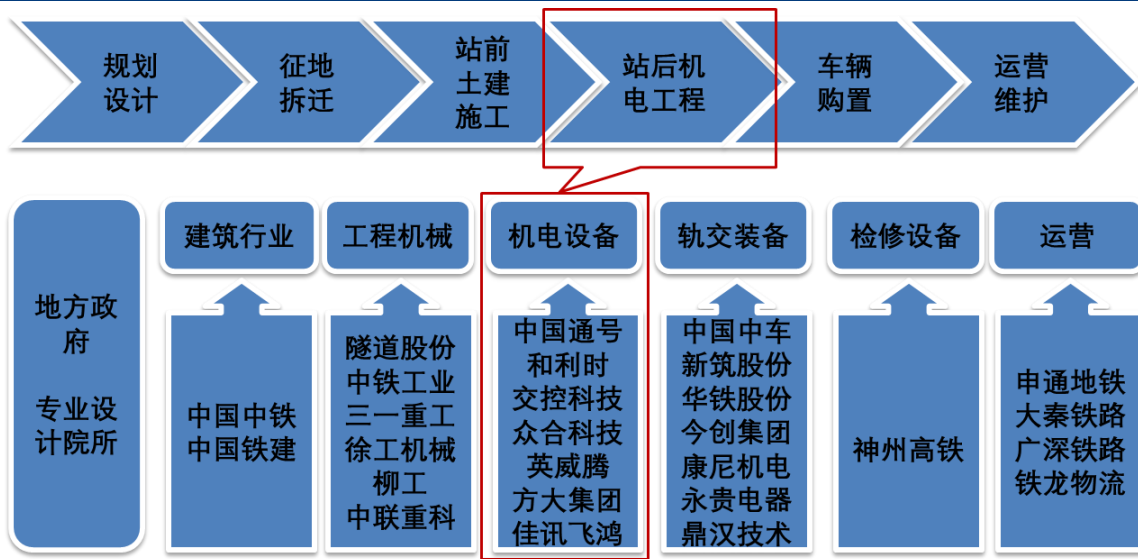 规划
设计
征地
拆迁
站前
土建
施工
站后机
电工程
车辆
购置
运营
维护
地方政
府
专业设
计院所
建筑行业
中国中铁
中国铁建
工程机械
隧道股份
中铁工业
三一重工
徐工机械
柳工
中联重科
机电设备
中国通号
和利时
交控科技
众合科技
英威腾
方大集团
佳讯飞鸿
轨交装备
中国中车
新筑股份
华铁股份
今创集团
康尼机电
永贵电器
鼎汉技术
检修设备
神州高铁
运营
申通地铁
大秦铁路
广深铁路
铁龙物流